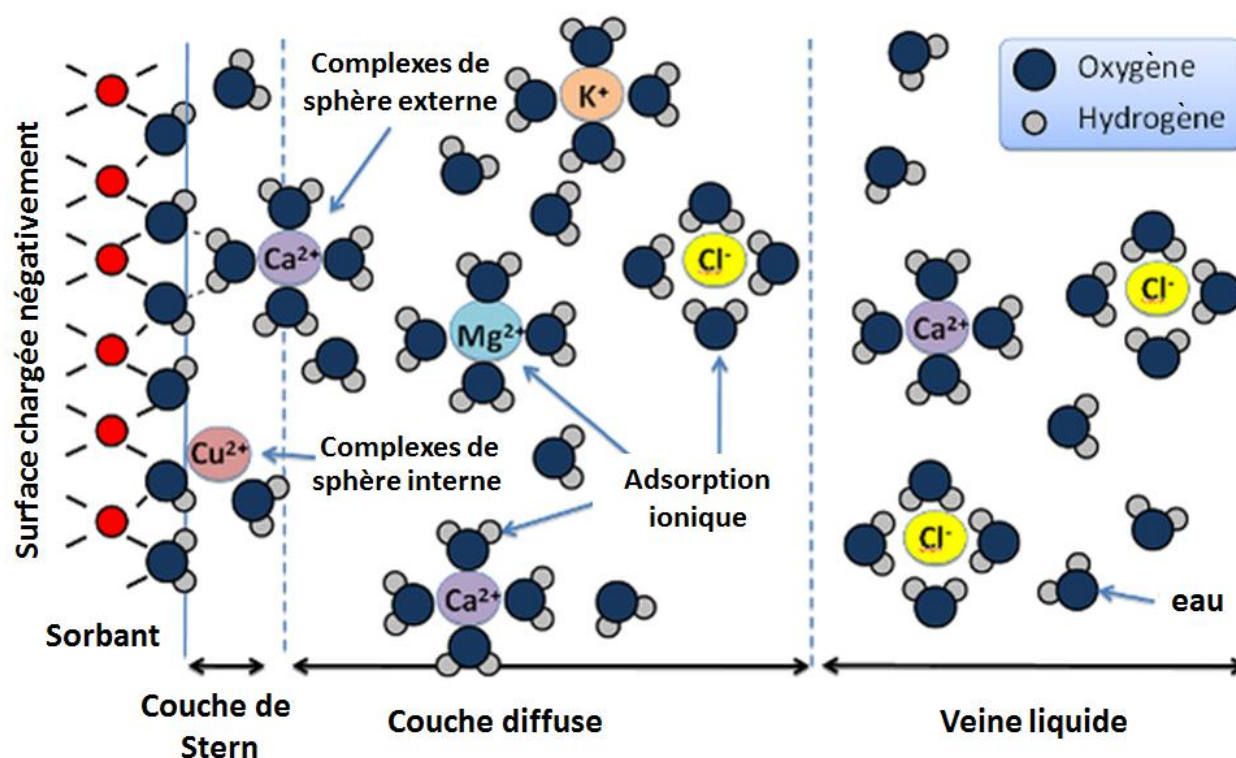 Complexes de
sphère externe
K⁺
Oxygène
Hydrogène
Surface chargée négativement
Ca²⁺
Cl⁻
Mg²⁺
Ca²⁺
Cl⁻
Cu²⁺
Complexes de
sphère interne
Adsorption
ionique
Cl⁻
Ca²⁺
eau
Sorbant
Couche de
Stern
Couche diffuse
Veine liquide